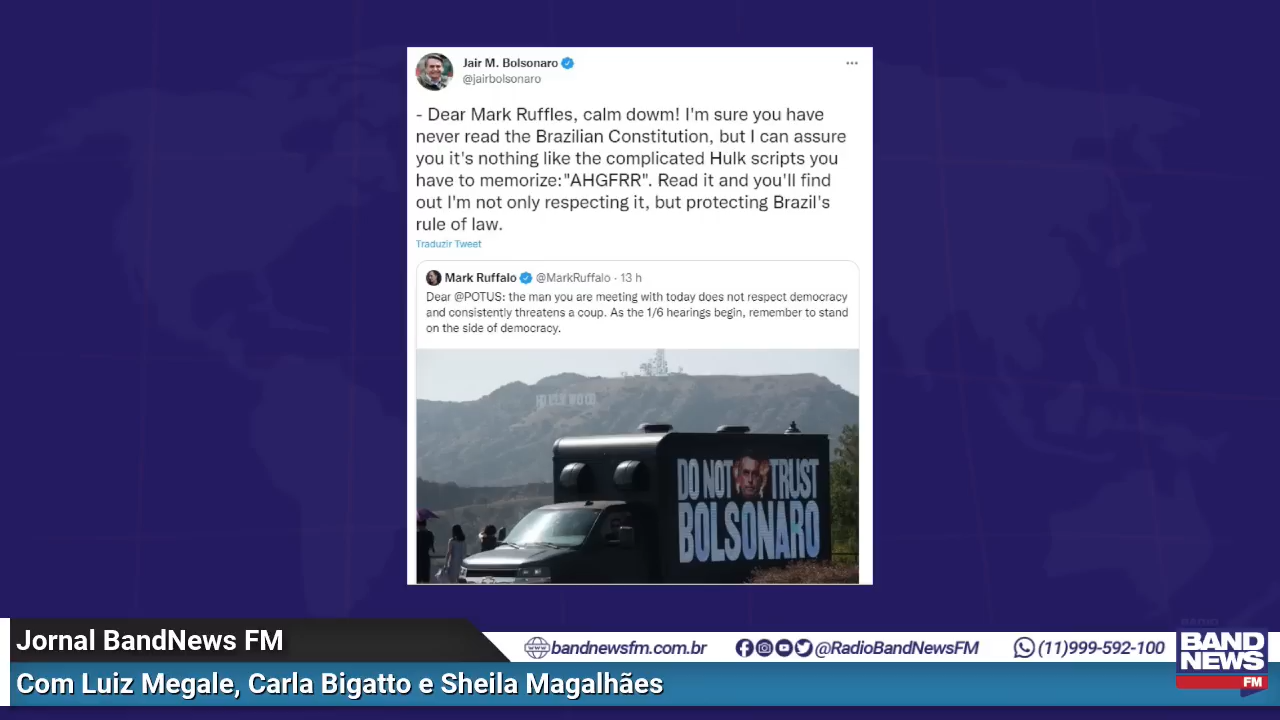 Jair M. Bolsonaro
@jairbolsonaro
- Dear Mark Ruffles, calm dowm! I'm sure you have
never read the Brazilian Constitution, but I can assure
you it's nothing like the complicated Hulk scripts you
have to memorize:"AHGFRR". Read it and you'll find
out I'm not only respecting it, but protecting Brazil's
rule of law.
Traduzir Tweet
Mark Ruffalo @MarkRuffalo · 13 h
Dear @POTUS: the man you are meeting with today does not respect democracy
and consistently threatens a coup. As the 1/6 hearings begin, remember to stand
on the side of democracy.
HOLLYWOOD
DO NOT TRUST
BOLSONARO
Jornal BandNews FM
bandnewsfm.com.br
@RadioBandNewsFM
(11)999-592-100
Com Luiz Megale, Carla Bigatto e Sheila Magalhães
RADIO
BAND
NEWS
FM